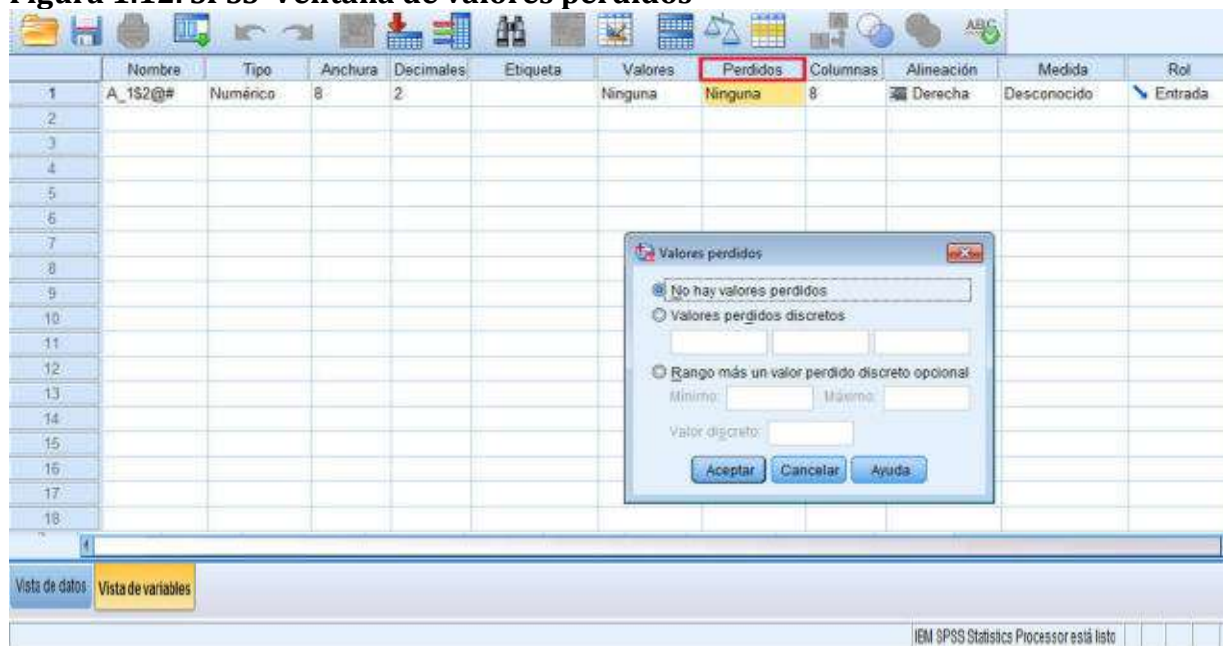 Figura 1.12. SPSS-Ventana de valores perdidos
ABC
Nombre Tipo Anchura Decimales Etiqueta Valores Perdidos Columnas Alineación Medida Rol
1 A_1$2@# Numérico 8 2 Ninguna Ninguna 8 Derecha Desconocido Entrada
2
3
4
5
6
7
8
9
10
11
12
13
14
15
16
17
18
Valores perdidos
No hay valores perdidos
Valores perdidos discretos
Rango más un valor perdido discreto opcional
Mínimo: Máximo:
Valor discreto:
Aceptar Cancelar Ayuda
Vista de datos Vista de variables
IBM SPSS Statistics Processor está listo